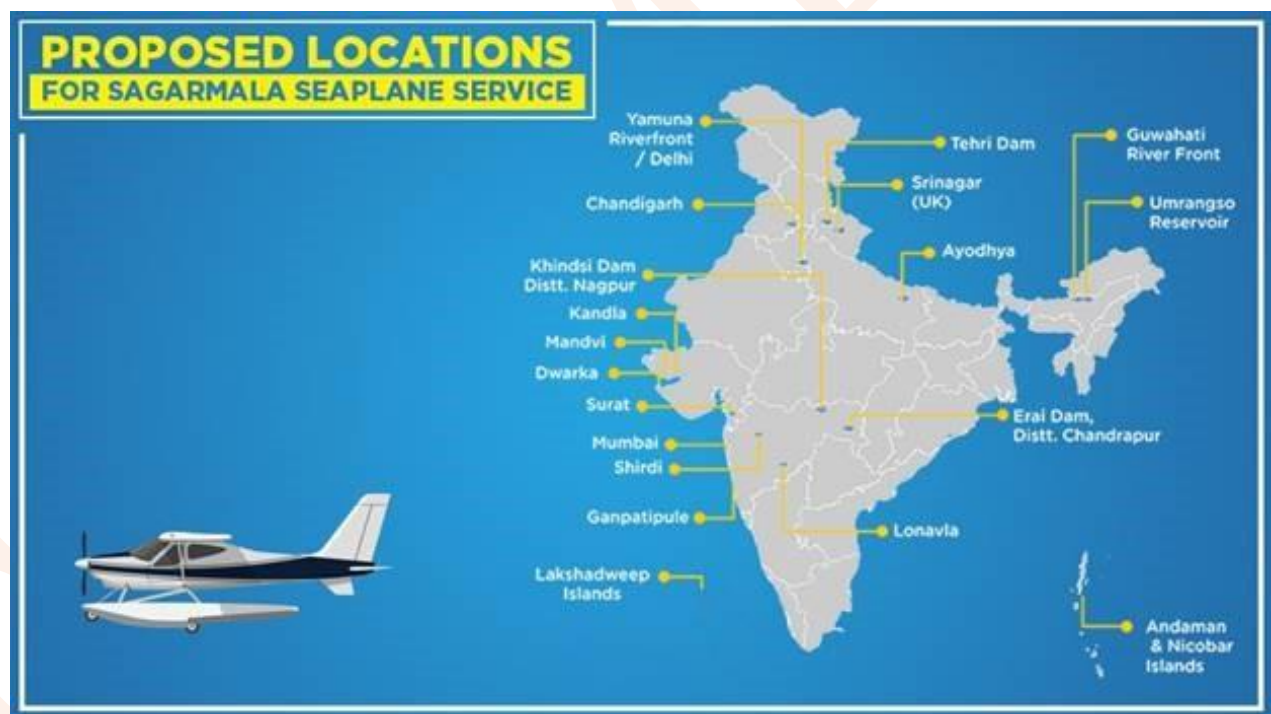 PROPOSED LOCATIONS
FOR SAGARMALA SEAPLANE SERVICE
Yamuna
Riverfront
/ Delhi
Chandigarh
Khindsi Dam
Distt. Nagpur
Kandla
Mandvi
Dwarka
Surat
Mumbai
Shirdi
Ganpatipule
Lakshadweep
Islands
Tehri Dam
Srinagar
(UK)
Ayodhya
Guwahati
River Front
Umrangso
Reservoir
Erai Dam,
Distt. Chandrapur
Lonavla
Andaman
& Nicobar
Islands